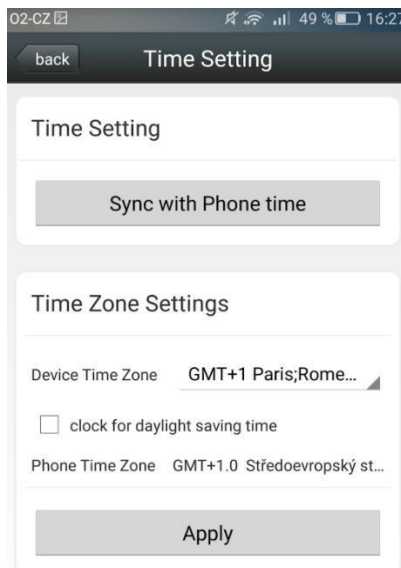 O2-CZ 49 % 16:27
back Time Setting
Time Setting
Sync with Phone time
Time Zone Settings
Device Time Zone GMT+1 Paris;Rome...
clock for daylight saving time
Phone Time Zone GMT+1.0 Středoevropský st...
Apply